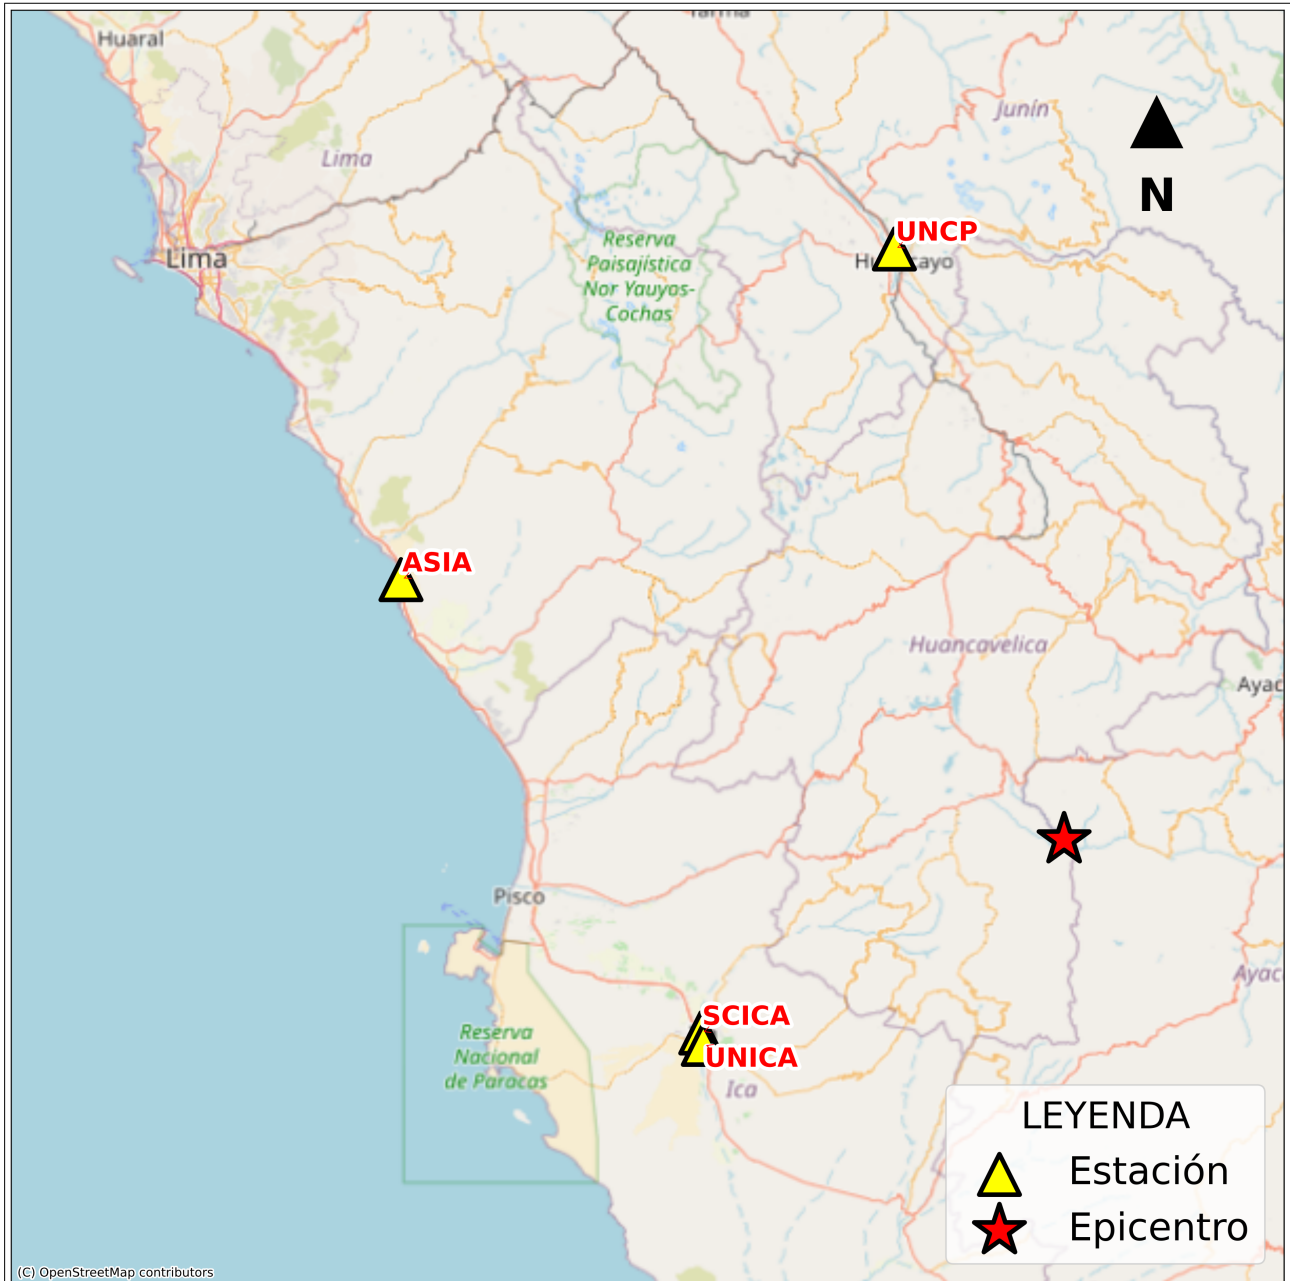 Huaral
Junín
Lima
N
UNCP
Reserva
Paisajística
Nor Yauyos-
Cochas
Lima
ASIA
Huancavelica
Ayac
Pisco
Ayac
SCICA
Reserva
Nacional
de Paracas
UNICA
Ica
LEYENDA
Estación
Epicentro
(C) OpenStreetMap contributors